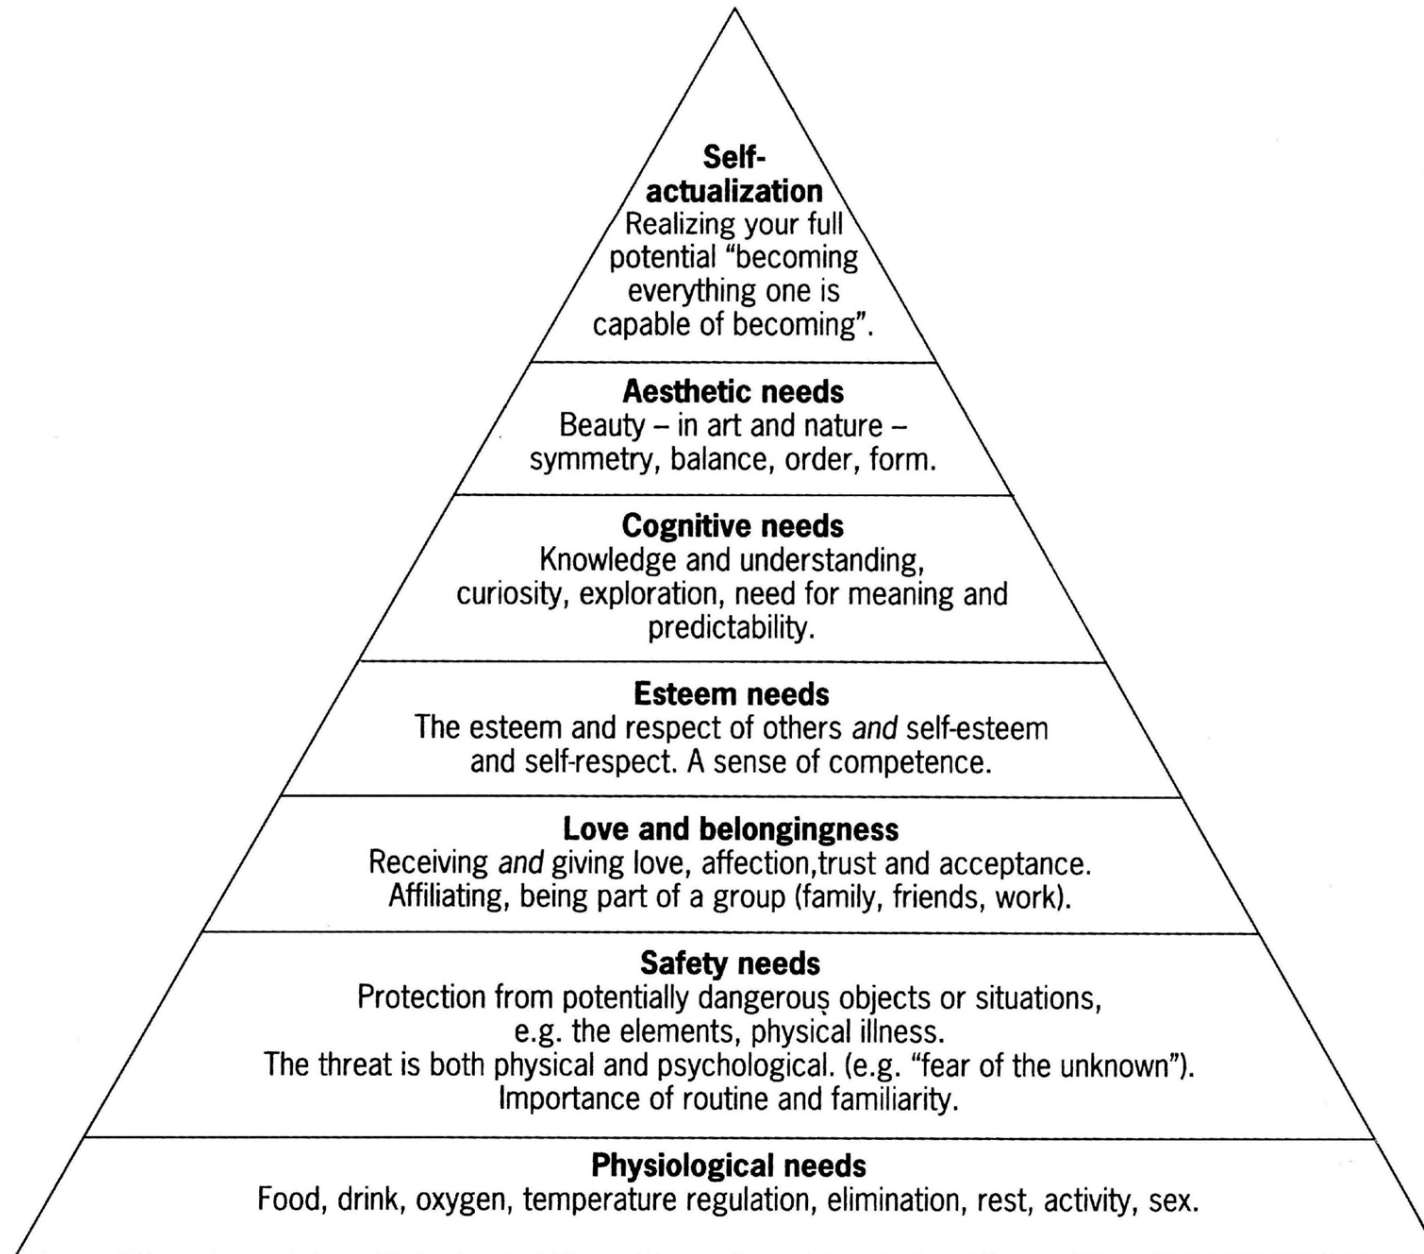 Self-
actualization
Realizing your full
potential “becoming
everything one is
capable of becoming”.
Aesthetic needs
Beauty – in art and nature –
symmetry, balance, order, form.
Cognitive needs
Knowledge and understanding,
curiosity, exploration, need for meaning and
predictability.
Esteem needs
The esteem and respect of others and self-esteem
and self-respect. A sense of competence.
Love and belongingness
Receiving and giving love, affection,trust and acceptance.
Affiliating, being part of a group (family, friends, work).
Safety needs
Protection from potentially dangerous objects or situations,
e.g. the elements, physical illness.
The threat is both physical and psychological. (e.g. “fear of the unknown”).
Importance of routine and familiarity.
Physiological needs
Food, drink, oxygen, temperature regulation, elimination, rest, activity, sex.